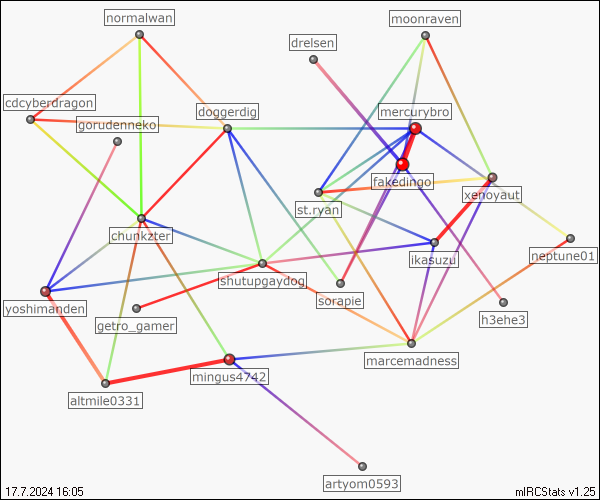 normalwan
moonraven
drelsen
cdcyberdragon
doggerdig
mercurybro
gorudenneko
fakedingo
xenoyaut
st.ryan
chunkzter
ikasuzu
neptune01
shutupgaydog
sorapie
yoshimanden
getro_gamer
h3ehe3
marcemadness
mingus4742
altmile0331
artyom0593
17.7.2024 16:05
mIRCStats v1.25